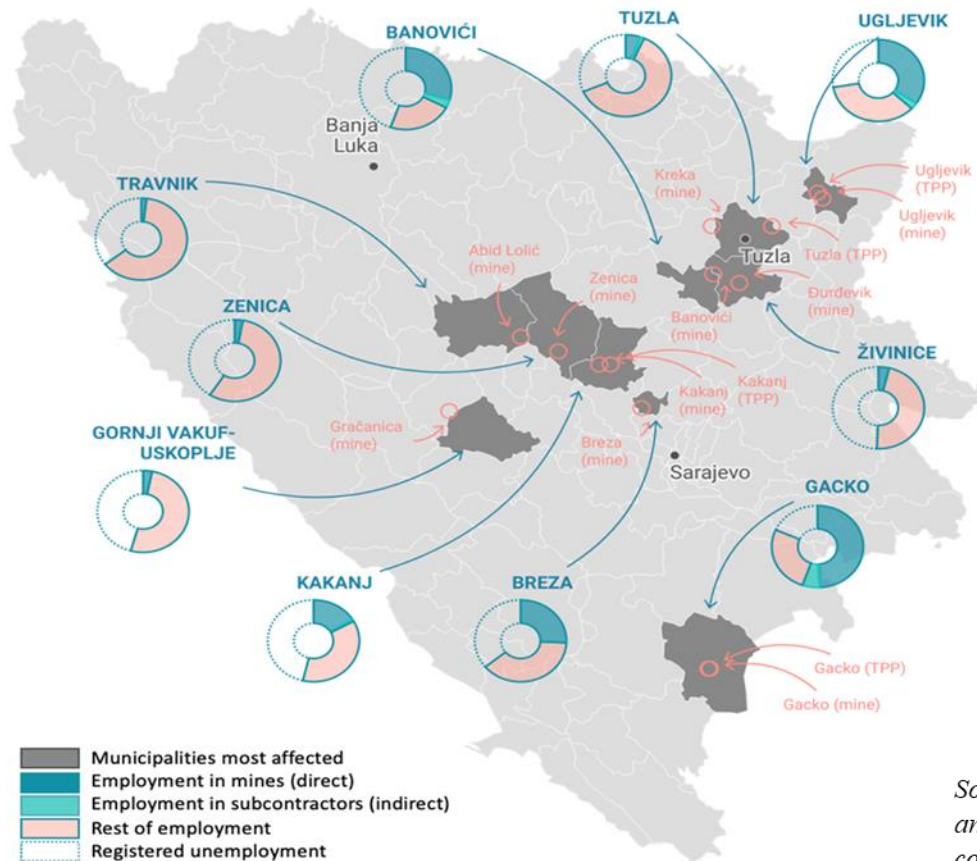 BANOVIĆI
TUZLA
UGLJEVIK
Banja
Luka
TRAVNIK
Kreka
(mine)
Ugljevik
(TPP)
Ugljevik
(mine)
Tuzla
Tuzla (TPP)
Abid Lolić
(mine)
Zenica
(mine)
Banovići
(mine)
Đurđevik
(mine)
ZENICA
ŽIVINICE
Kakanj
(mine)
Kakanj
(TPP)
Gračanica
(mine)
Breza
(mine)
Sarajevo
GORNJI VAKUF-
USKOPLJE
GACKO
KAKANJ
BREZA
Gacko (TPP)
Gacko (mine)
Municipalities most affected
Employment in mines (direct)
Employment in subcontractors (indirect)
Rest of employment
Registered unemployment